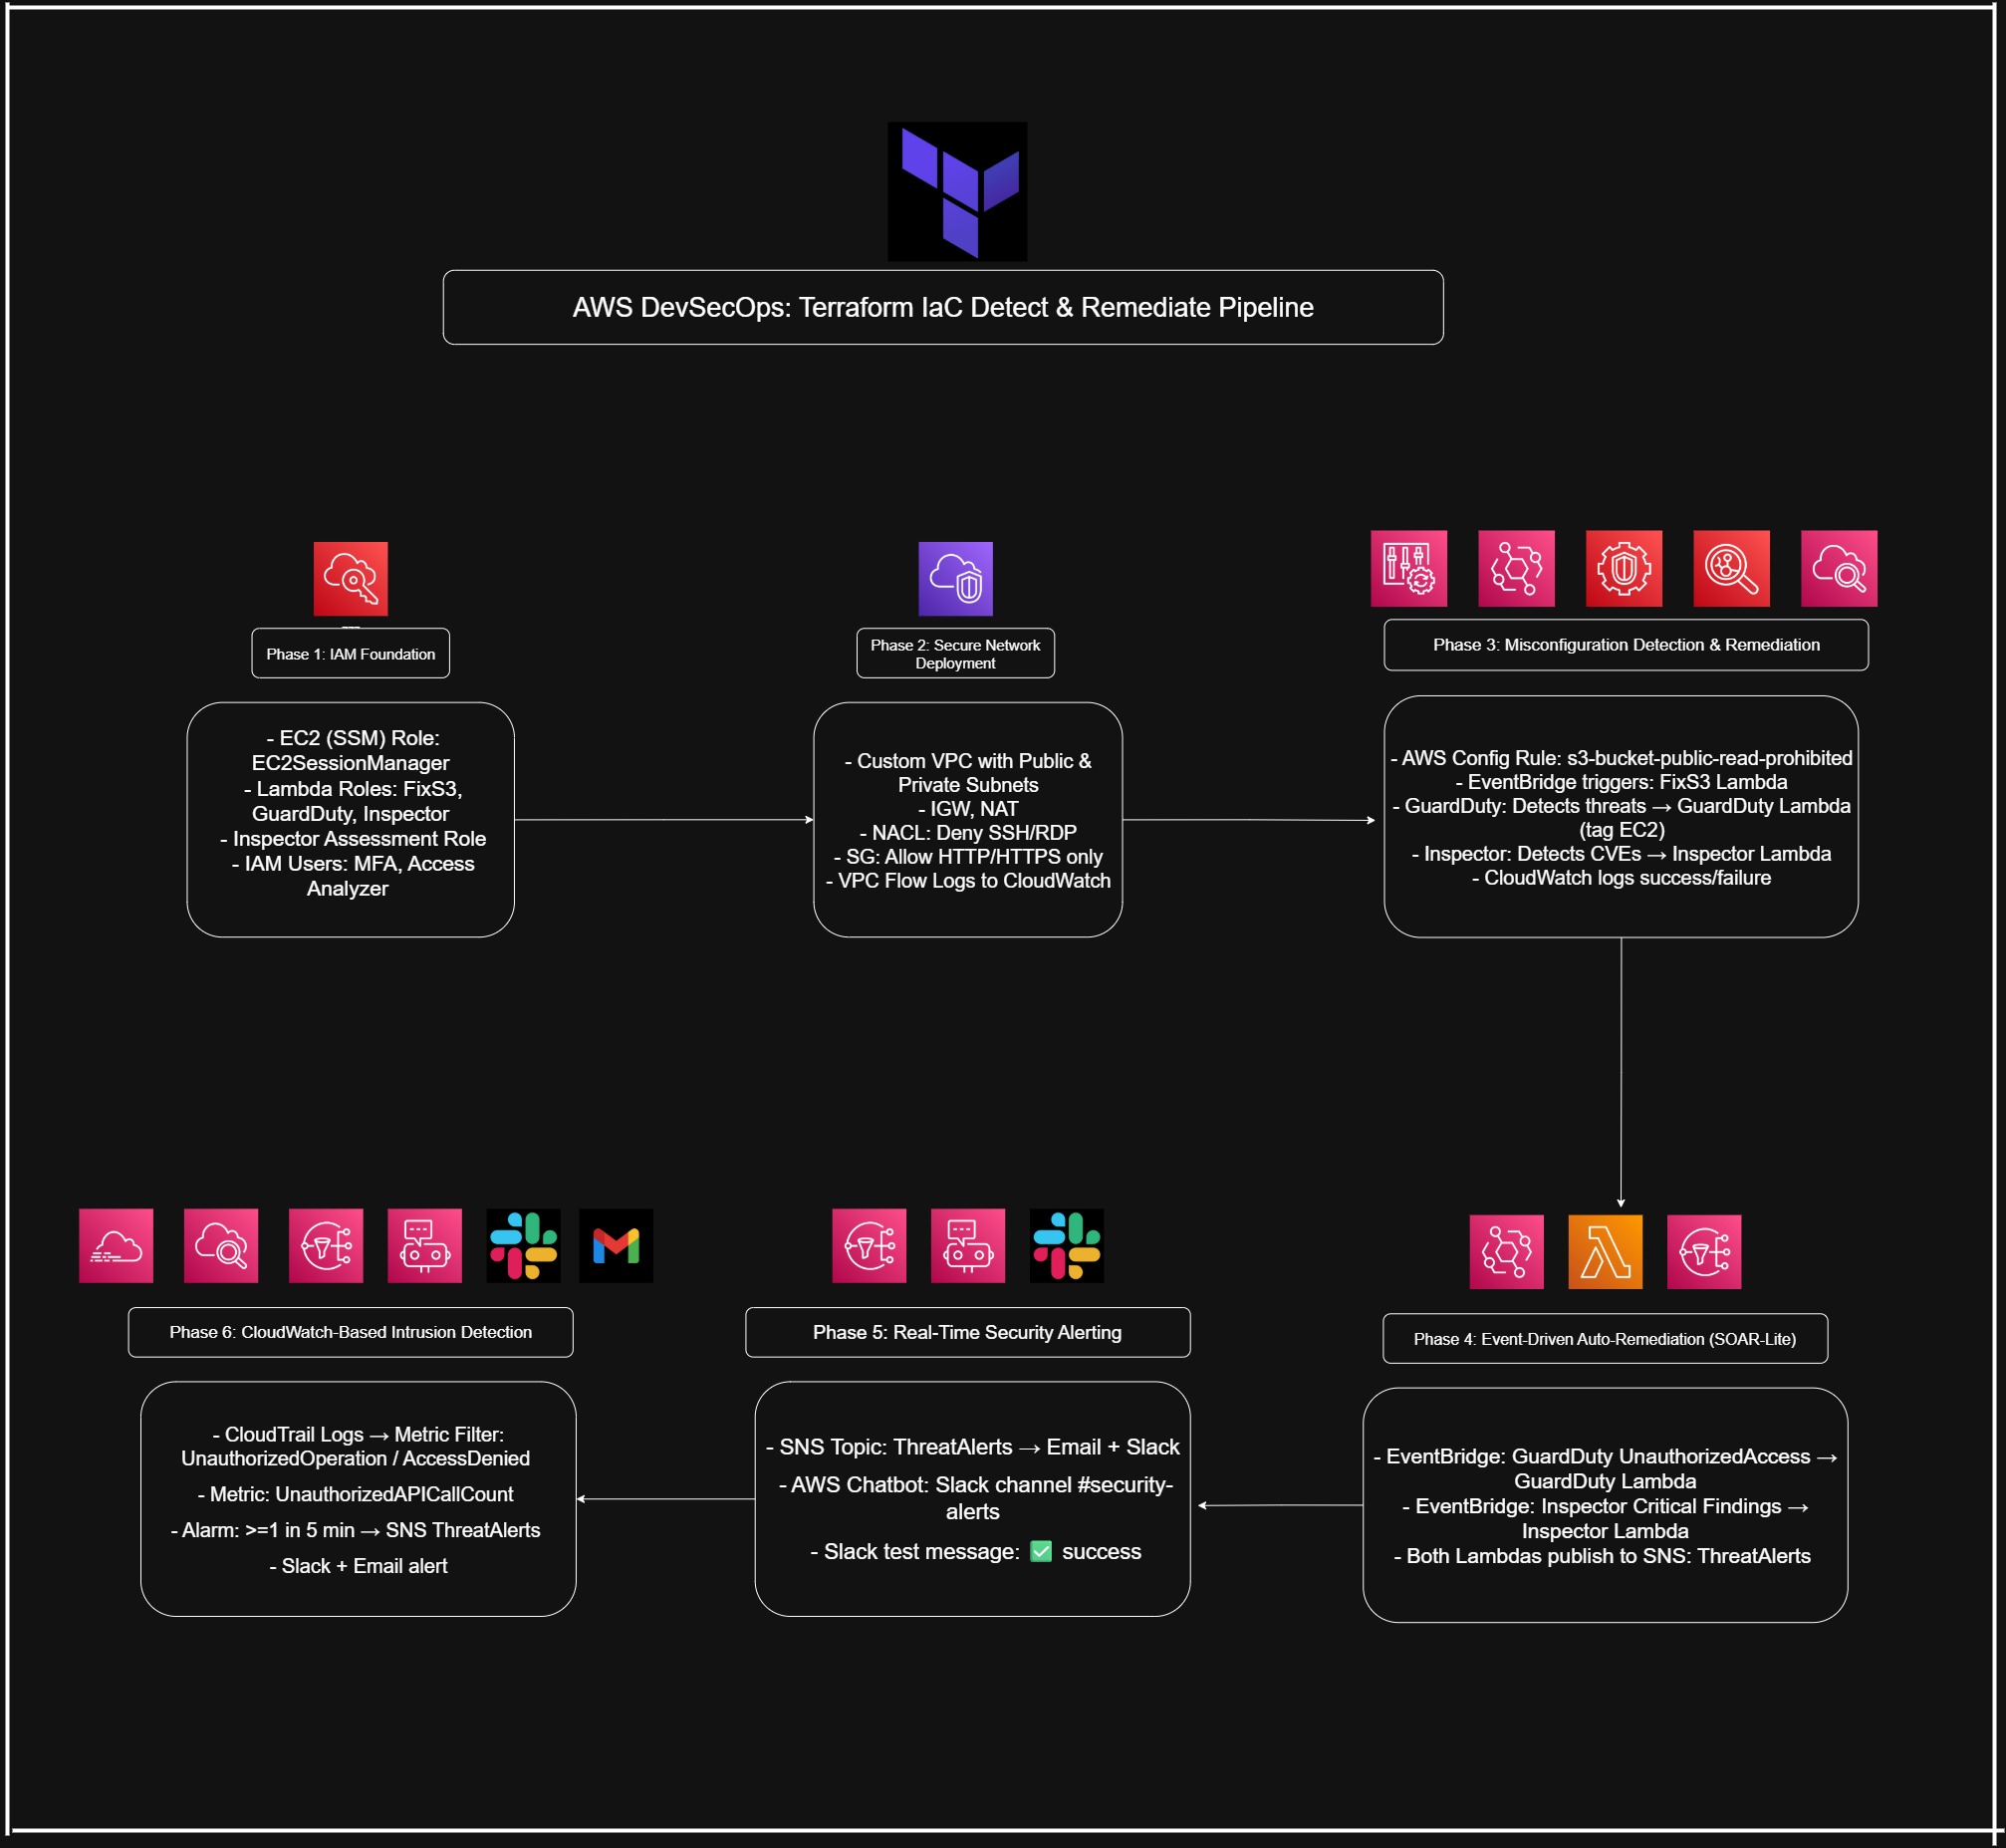 AWS DevSecOps: Terraform IaC Detect & Remediate Pipeline
Phase 1: IAM Foundation
- EC2 (SSM) Role:
EC2SessionManager
- Lambda Roles: FixS3,
GuardDuty, Inspector
- Inspector Assessment Role
- IAM Users: MFA, Access
Analyzer
Phase 2: Secure Network
Deployment
- Custom VPC with Public &
Private Subnets
- IGW, NAT
- NACL: Deny SSH/RDP
- SG: Allow HTTP/HTTPS only
- VPC Flow Logs to CloudWatch
Phase 3: Misconfiguration Detection & Remediation
- AWS Config Rule: s3-bucket-public-read-prohibited
- EventBridge triggers: FixS3 Lambda
- GuardDuty: Detects threats → GuardDuty Lambda
(tag EC2)
- Inspector: Detects CVEs → Inspector Lambda
- CloudWatch logs success/failure
Phase 4: Event-Driven Auto-Remediation (SOAR-Lite)
- EventBridge: GuardDuty UnauthorizedAccess →
GuardDuty Lambda
- EventBridge: Inspector Critical Findings →
Inspector Lambda
- Both Lambdas publish to SNS: ThreatAlerts
Phase 5: Real-Time Security Alerting
- SNS Topic: ThreatAlerts → Email + Slack
- AWS Chatbot: Slack channel #security-
alerts
- Slack test message: ✅ success
Phase 6: CloudWatch-Based Intrusion Detection
- CloudTrail Logs → Metric Filter:
UnauthorizedOperation / AccessDenied
- Metric: UnauthorizedAPICallCount
- Alarm: >=1 in 5 min → SNS ThreatAlerts
- Slack + Email alert